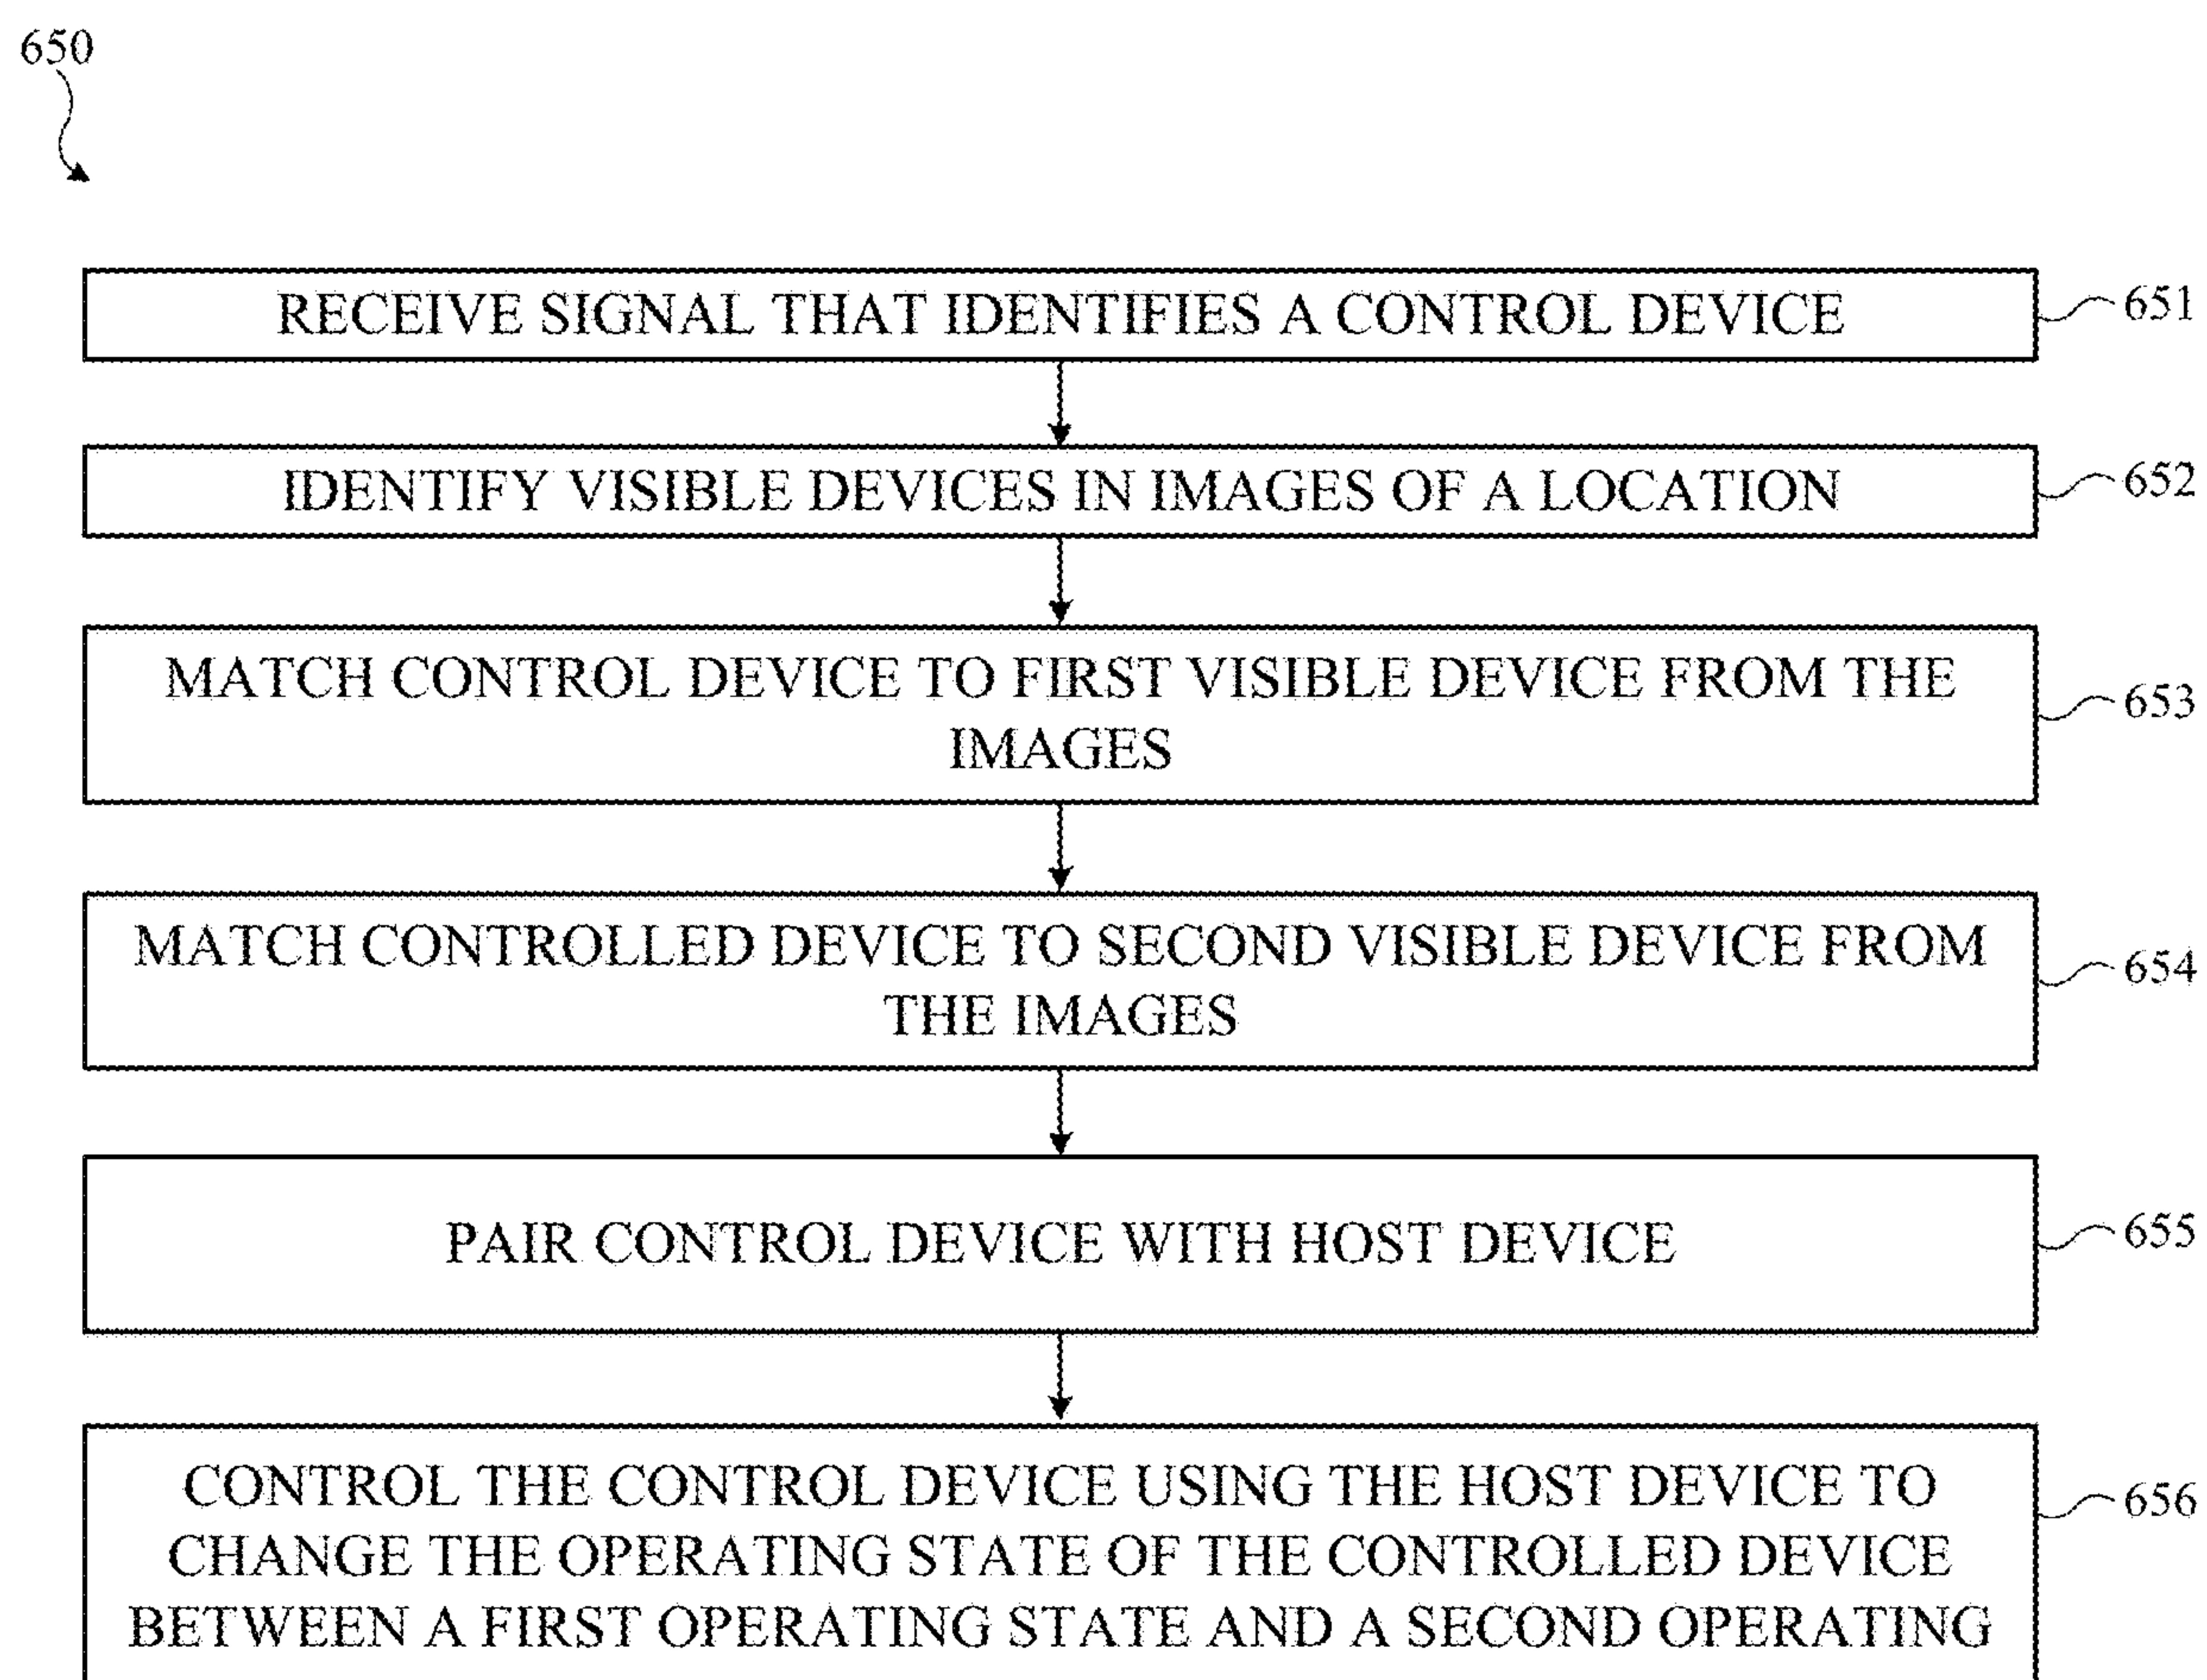 650
RECEIVE SIGNAL THAT IDENTIFIES A CONTROL DEVICE
651
IDENTIFY VISIBLE DEVICES IN IMAGES OF A LOCATION
652
MATCH CONTROL DEVICE TO FIRST VISIBLE DEVICE FROM THE
IMAGES
653
MATCH CONTROLLED DEVICE TO SECOND VISIBLE DEVICE FROM
THE IMAGES
654
PAIR CONTROL DEVICE WITH HOST DEVICE
655
CONTROL THE CONTROL DEVICE USING THE HOST DEVICE TO
CHANGE THE OPERATING STATE OF THE CONTROLLED DEVICE
BETWEEN A FIRST OPERATING STATE AND A SECOND OPERATING
656